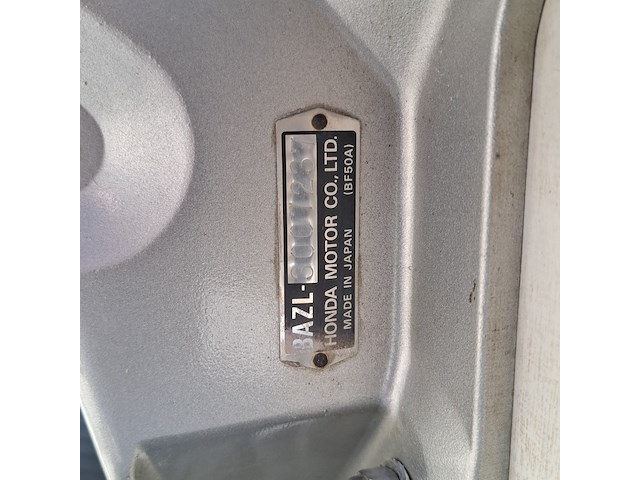 BAZL-
HONDA MOTOR CO., LTD.
MADE IN JAPAN (BF50A)